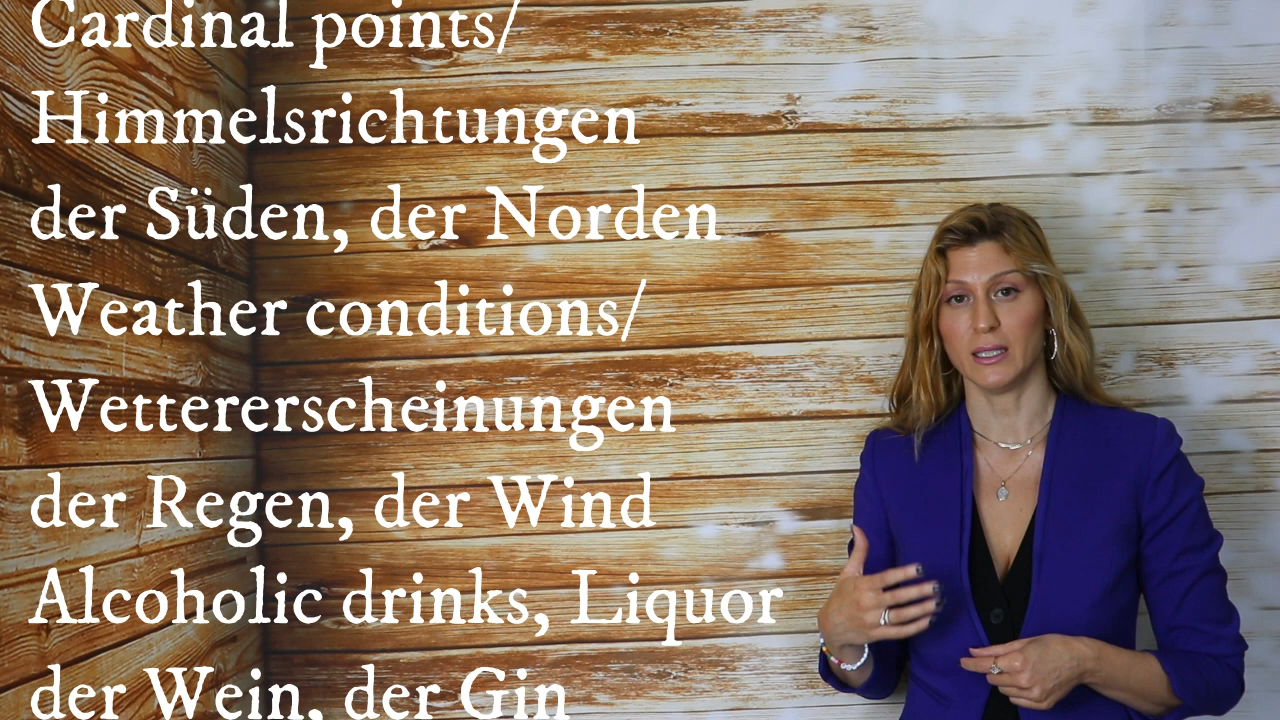 Cardinal points/
Himmelsrichtungen
der Süden, der Norden
Weather conditions/
Wettererscheinungen
der Regen, der Wind
Alcoholic drinks, Liquor
der Wein, der Gin